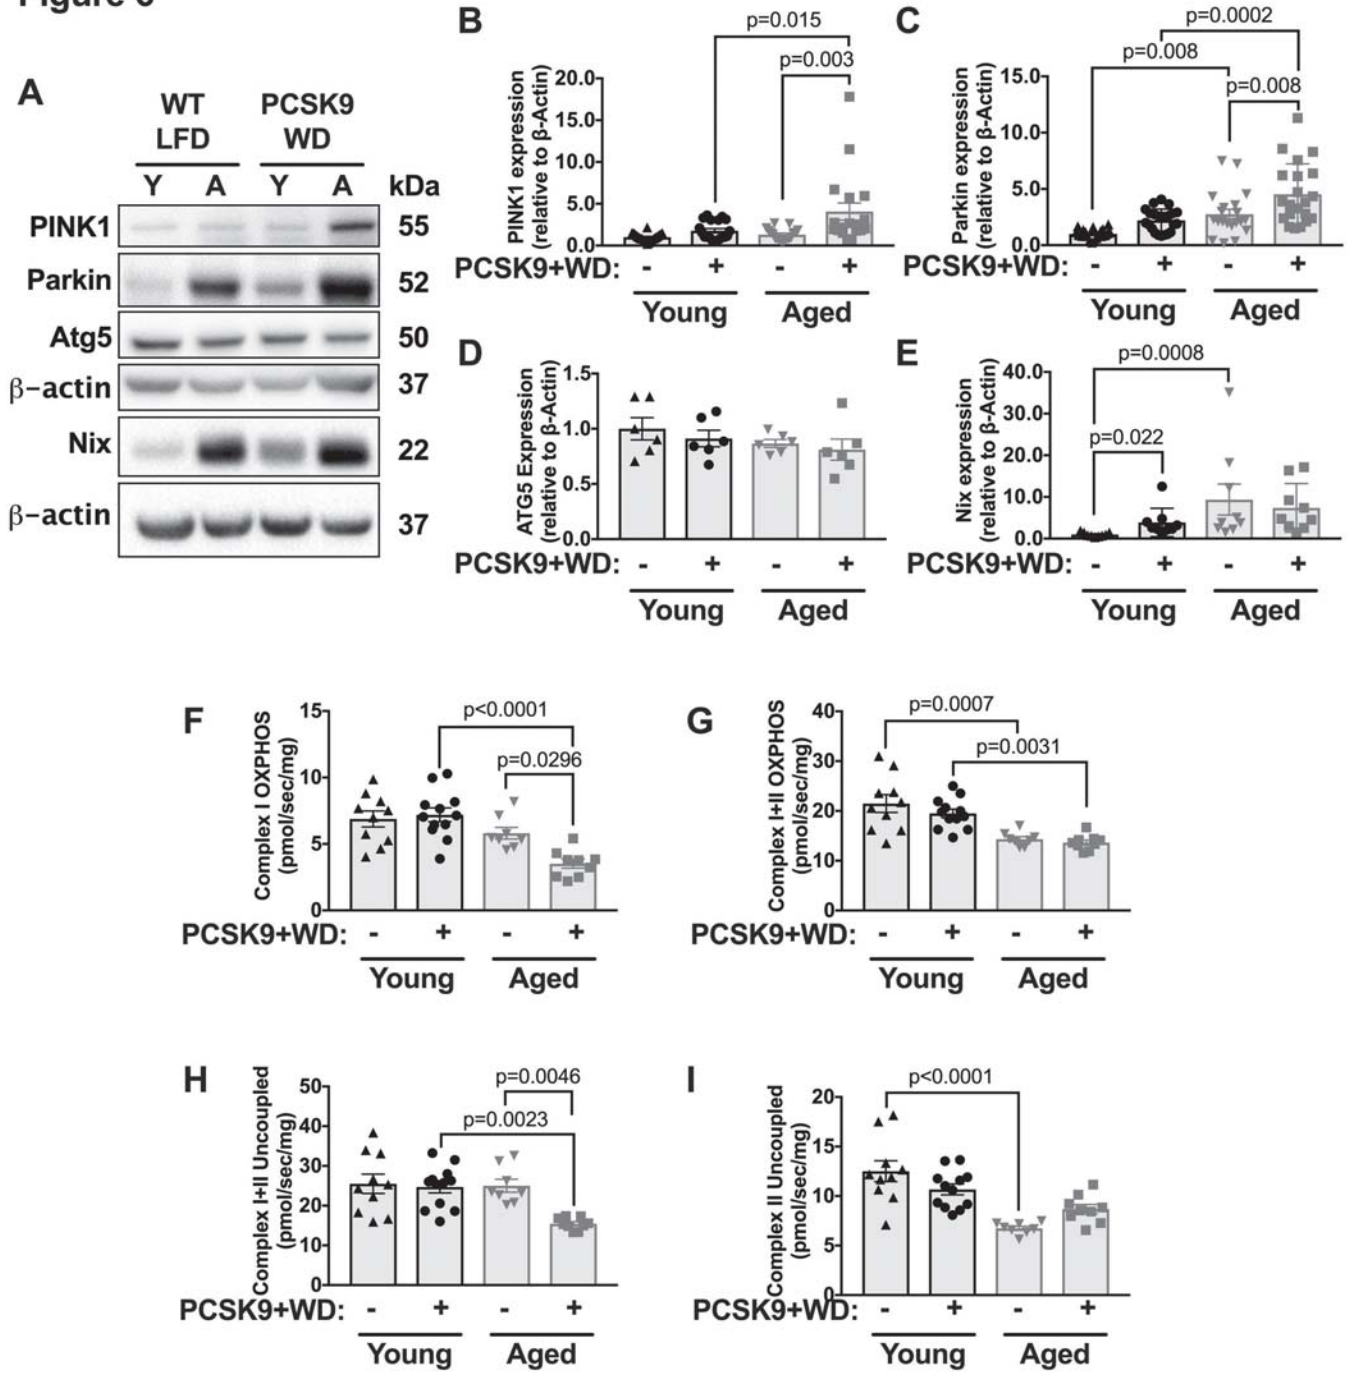 A
WT PCSK9
LFD WD
Y A Y A kDa
PINK1 55
Parkin 52
Atg5 50
β-actin 37
Nix 22
β-actin 37
B
PINK1 expression
(relative to β-Actin)
p=0.015
p=0.003
20.0
15.0
10.0
5.0
0.0
PCSK9+WD: - + - +
Young Aged
C
Parkin expression
(relative to β-Actin)
p=0.0002
p=0.008
p=0.008
15.0
10.0
5.0
0.0
PCSK9+WD: - + - +
Young Aged
D
ATG5 Expression
(relative to β-Actin)
1.5
1.0
0.5
0.0
PCSK9+WD: - + - +
Young Aged
E
Nix expression
(relative to β-Actin)
p=0.0008
p=0.022
40.0
30.0
20.0
10.0
0.0
PCSK9+WD: - + - +
Young Aged
F
Complex I OXPHOS
(pmol/sec/mg)
p<0.0001
p=0.0296
15
10
5
0
PCSK9+WD: - + - +
Young Aged
G
Complex I+II OXPHOS
(pmol/sec/mg)
p=0.0007
p=0.0031
40
30
20
10
0
PCSK9+WD: - + - +
Young Aged
H
Complex I+II Uncoupled
(pmol/sec/mg)
p=0.0046
p=0.0023
50
40
30
20
10
0
PCSK9+WD: - + - +
Young Aged
I
Complex II Uncoupled
(pmol/sec/mg)
p<0.0001
20
15
10
5
0
PCSK9+WD: - + - +
Young Aged